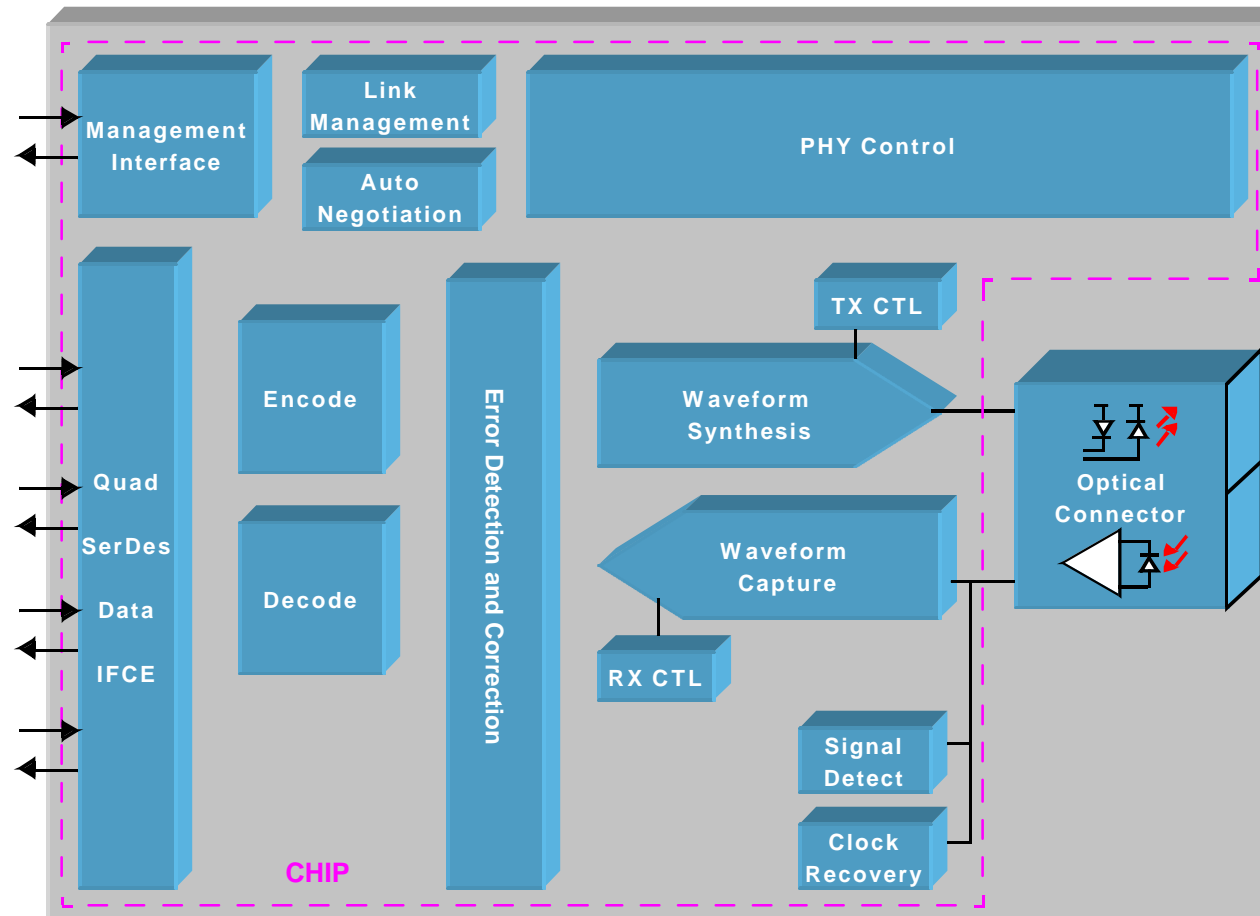 Management
Interface
Link
Management
Auto
Negotiation
PHY Control
TX CTL
Encode
Waveform
Synthesis
Optical
Connector
Quad
SerDes
Data
IFCE
Decode
Error Detection and Correction
Waveform
Capture
RX CTL
Signal
Detect
Clock
Recovery
CHIP